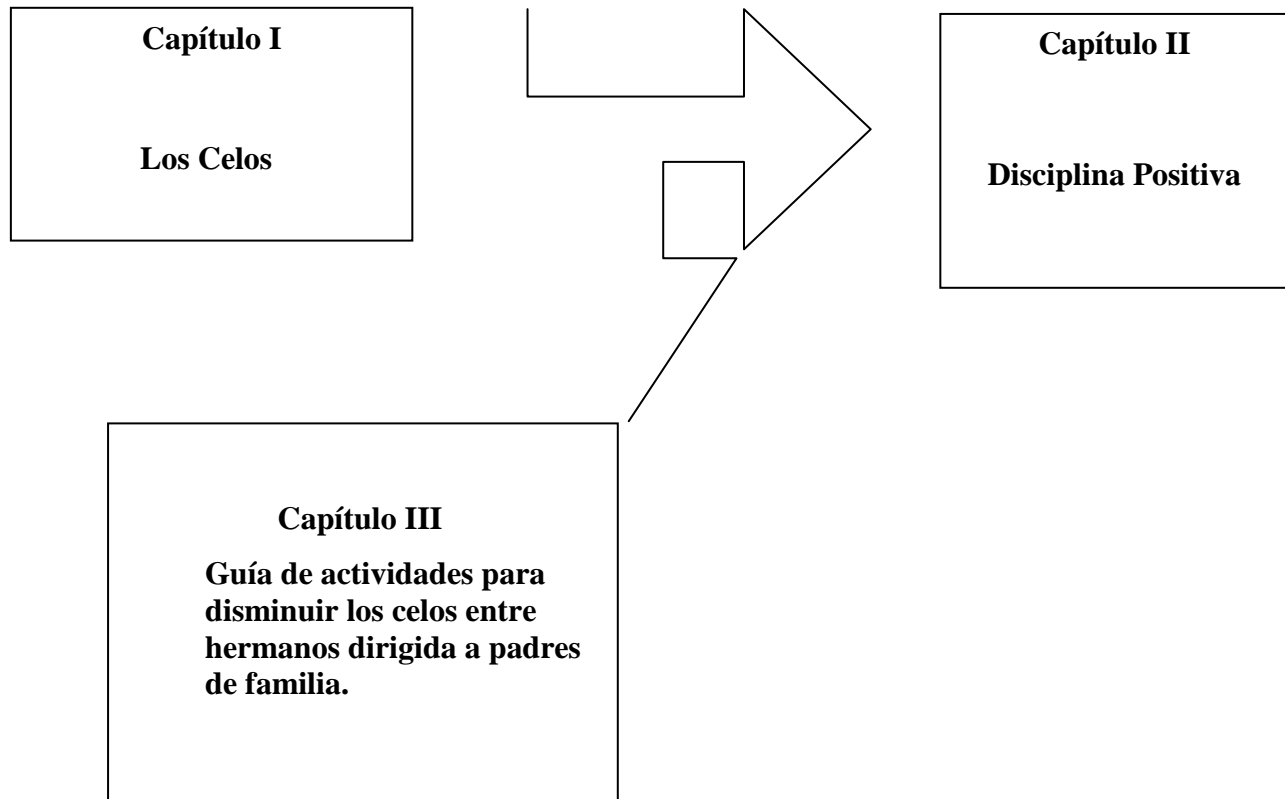 Capítulo I
Los Celos
Capítulo II
Disciplina Positiva
Capítulo III
Guía de actividades para
disminuir los celos entre
hermanos dirigida a padres
de familia.